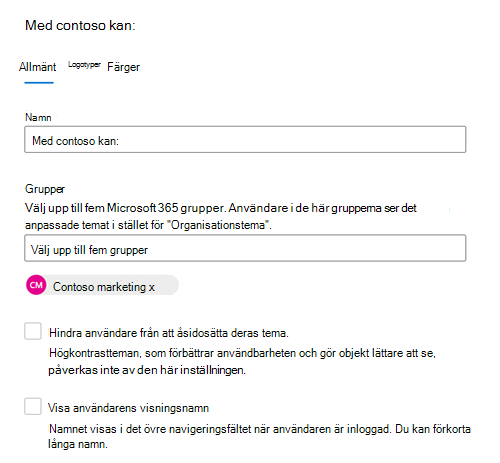 Med contoso kan:
Allmänt Logotyper Färger
Namn
Med contoso kan:
Grupper
Välj upp till fem Microsoft 365 grupper. Användare i de här grupperna ser det
anpassade temat i stället för "Organisationstema".
Välj upp till fem grupper
CM Contoso marketing x
Hindra användare från att åsidosätta deras tema.
Högkontrastteman, som förbättrar användbarheten och gör objekt lättare att se,
påverkas inte av den här inställningen.
Visa användarens visningsnamn
Namnet visas i det övre navigeringsfältet när användaren är inloggad. Du kan förkorta
långa namn.